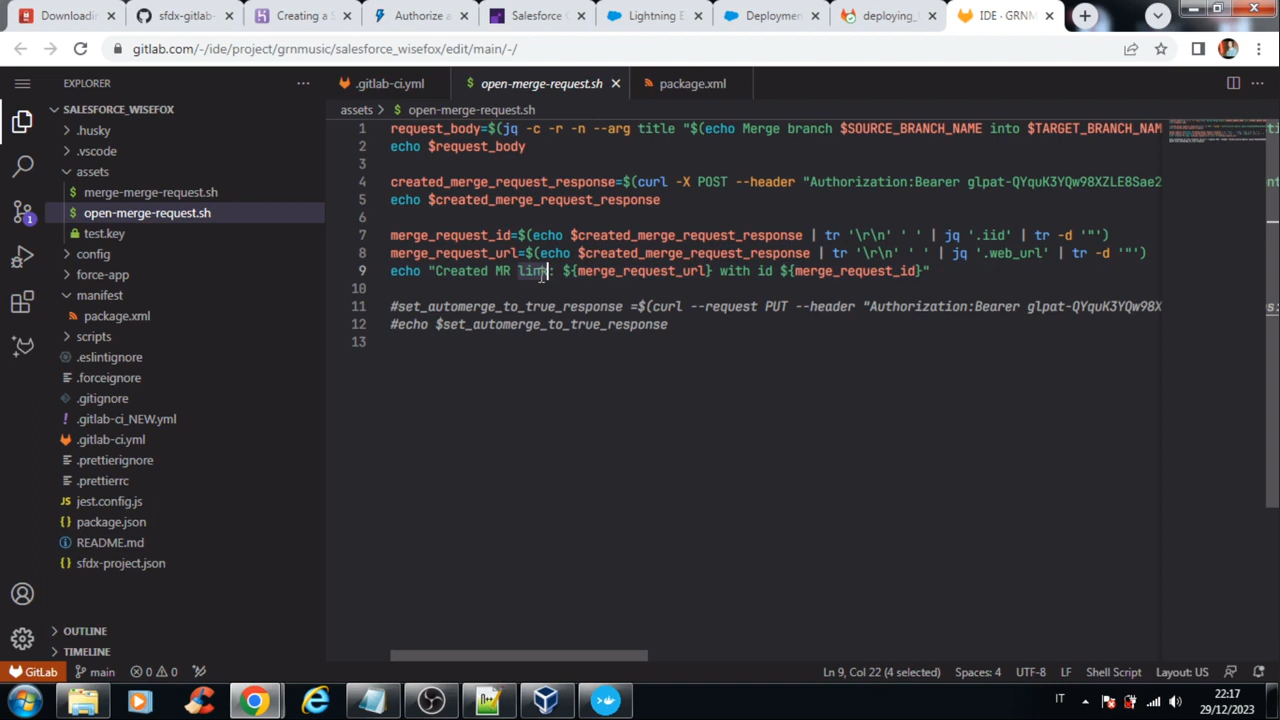 Downloadin
sfdx-gitlab-
Creating a S
Authorize a
Salesforce C
Lightning E
Deploymen
deploying_
IDE · GRNM
gitlab.com/-/ide/project/grnmusic/salesforce_wisefox/edit/main/-/
EXPLORER
.gitlab-ci.yml
open-merge-request.sh
package.xml
SALESFORCE_WISEFOX
assets > open-merge-request.sh
.husky
.vscode
assets
merge-merge-request.sh
open-merge-request.sh
test.key
config
force-app
manifest
package.xml
scripts
.eslintignore
.forceignore
.gitignore
.gitlab-ci_NEW.yml
.gitlab-ci.yml
.prettierignore
.prettierrc
jest.config.js
package.json
README.md
sfdx-project.json
OUTLINE
TIMELINE
1 request_body=$(jq -c -r -n --arg title "$(echo Merge branch $SOURCE_BRANCH_NAME into $TARGET_BRANCH_NAM
2 echo $request_body
3
4 created_merge_request_response=$(curl -X POST --header "Authorization:Bearer glpat-QYquK3YQw98XZLE8Sae2
5 echo $created_merge_request_response
6
7 merge_request_id=$(echo $created_merge_request_response | tr '\r\n' ' ' | jq '.iid' | tr -d '"')
8 merge_request_url=$(echo $created_merge_request_response | tr '\r\n' ' ' | jq '.web_url' | tr -d '"')
9 echo "Created MR link: ${merge_request_url} with id ${merge_request_id}"
10
11 #set_automerge_to_true_response =$(curl --request PUT --header "Authorization:Bearer glpat-QYquK3YQw98X
12 #echo $set_automerge_to_true_response
13
GitLab main 0 0 Ln 9, Col 22 (4 selected) Spaces: 4 UTF-8 LF Shell Script Layout: US
IT 22:17
29/12/2023